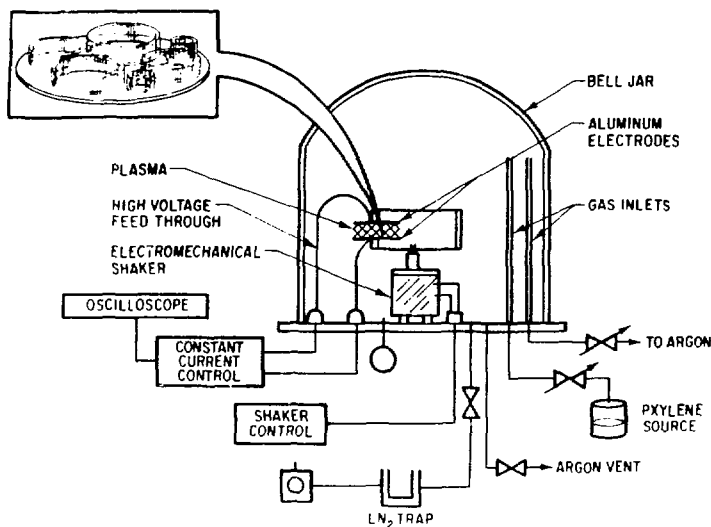 BELL JAR
ALUMINUM
ELECTRODES
PLASMA
HIGH VOLTAGE
FEED THROUGH
GAS INLETS
ELECTROMECHANICAL
SHAKER
OSCILLOSCOPE
CONSTANT
CURRENT
CONTROL
TO ARGON
SHAKER
CONTROL
PXYLENE
SOURCE
ARGON VENT
LN₂ TRAP